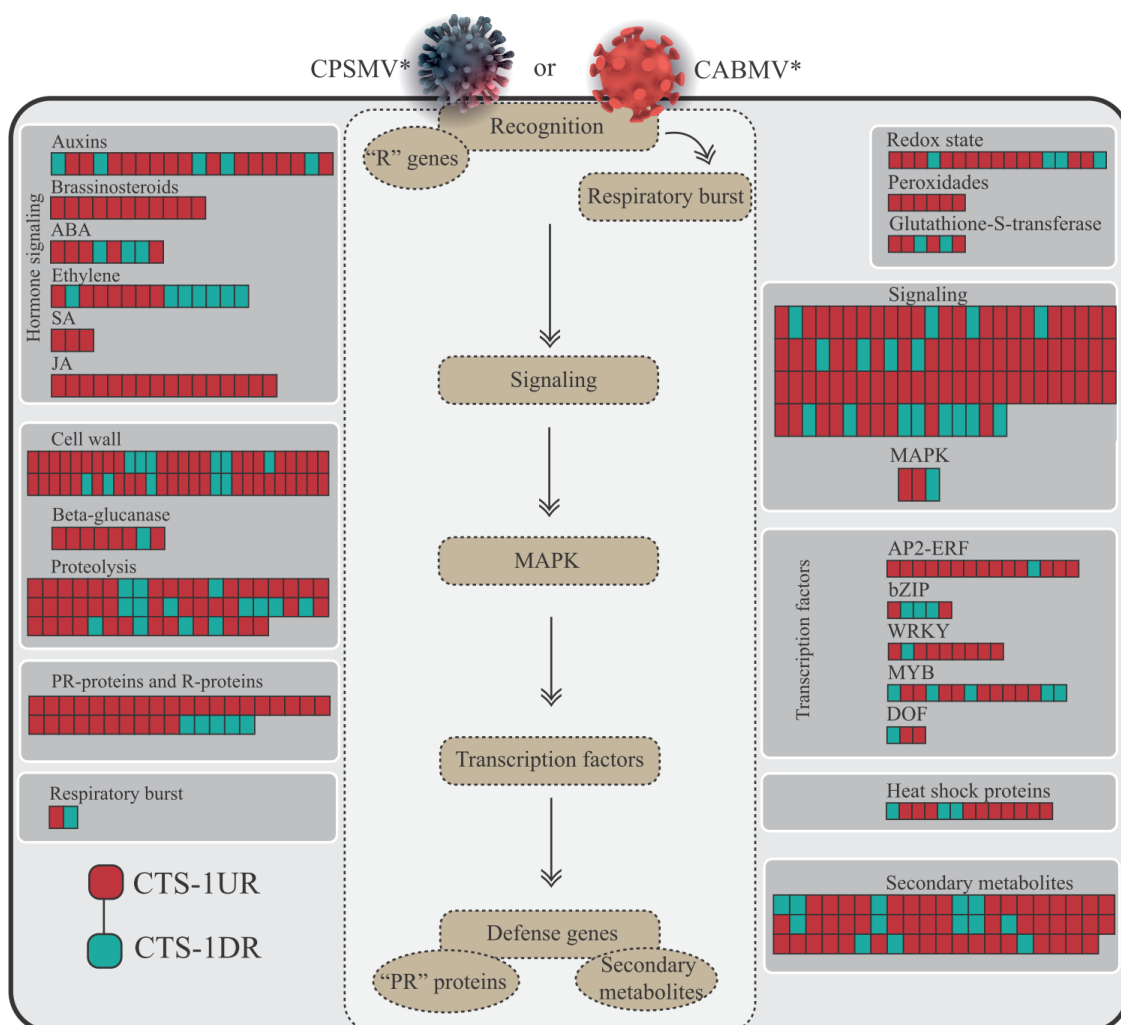 CPSMV*
or
CABMV*
Recognition
“R” genes
Respiratory burst
Signaling
MAPK
Transcription factors
Defense genes
“PR” proteins
Secondary
metabolites
Hormone signaling
Auxins
Brassinosteroids
ABA
Ethylene
SA
JA
Cell wall
Beta-glucanase
Proteolysis
PR-proteins and R-proteins
Respiratory burst
CTS-1UR
CTS-1DR
Redox state
Peroxidades
Glutathione-S-transferase
Signaling
MAPK
Transcription factors
AP2-ERF
bZIP
WRKY
MYB
DOF
Heat shock proteins
Secondary metabolites